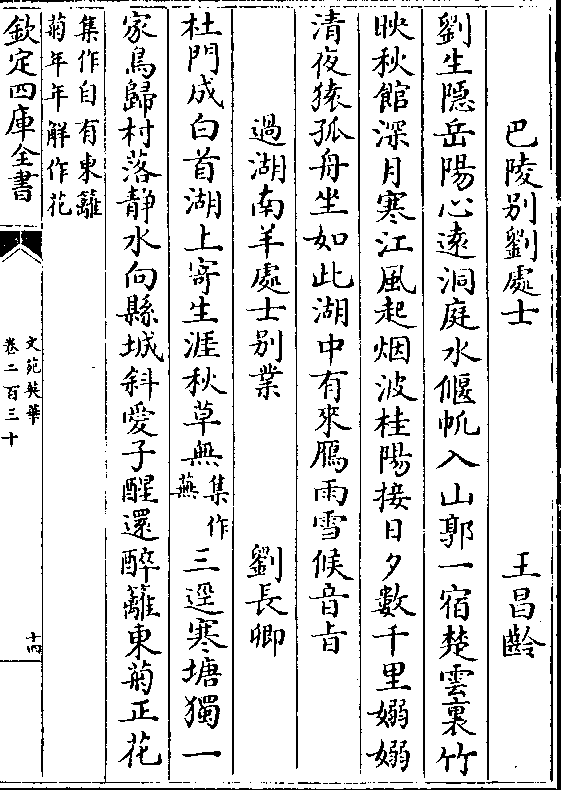 巴陵别劉處士　王昌齡
劉生隱岳陽心遠洞庭水偃帆入山郭一宿楚雲裏竹
映秋館深月寒江風起烟波桂陽接日夕數千里嫋嫋
清夜猿孤舟坐如此湖中有來鴈雨雪候音旨
過湖南羊處士别業　劉長卿
杜門成白首湖上寄生涯秋草無集作蕪三逕寒塘獨一
家鳥歸村落静水向縣城斜愛子醒還醉籬東菊正花
集作自有東籬
菊年年解作花
欽定四庫全書
文苑英華
卷二百三十
十四